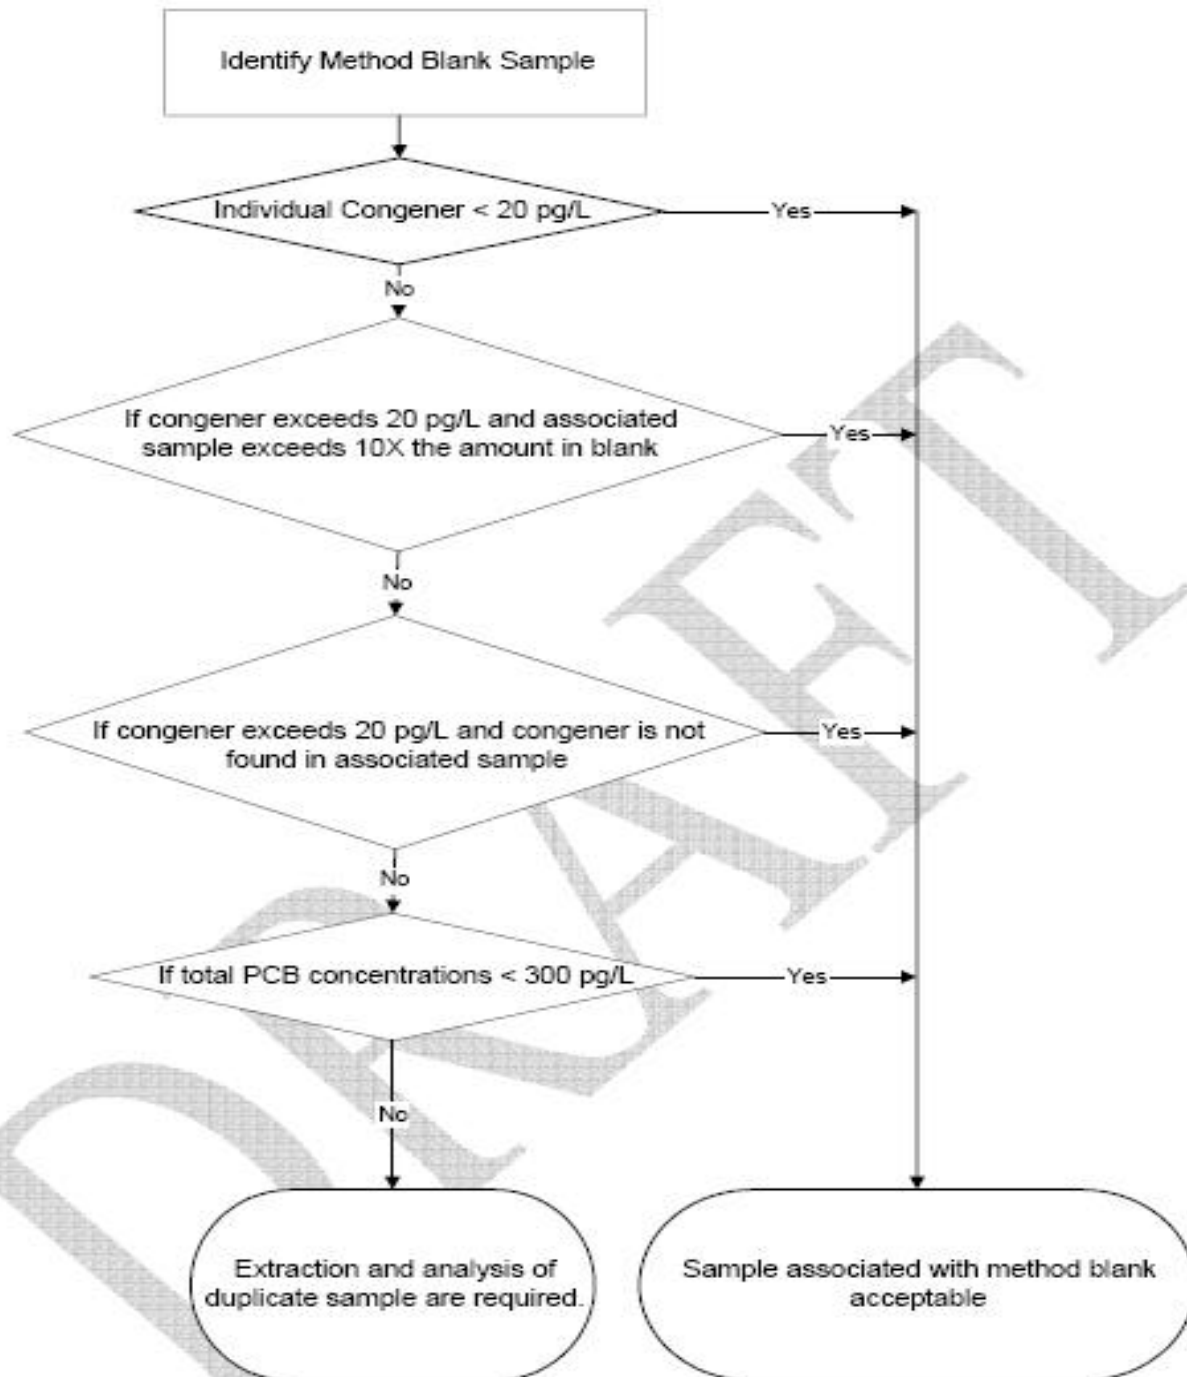 Identify Method Blank Sample
Individual Congener < 20 pg/L
Yes
No
If congener exceeds 20 pg/L and associated
sample exceeds 10X the amount in blank
Yes
No
If congener exceeds 20 pg/L and congener is not
found in associated sample
Yes
No
If total PCB concentrations < 300 pg/L
Yes
No
Extraction and analysis of
duplicate sample are required.
Sample associated with method blank
acceptable
DRAFT